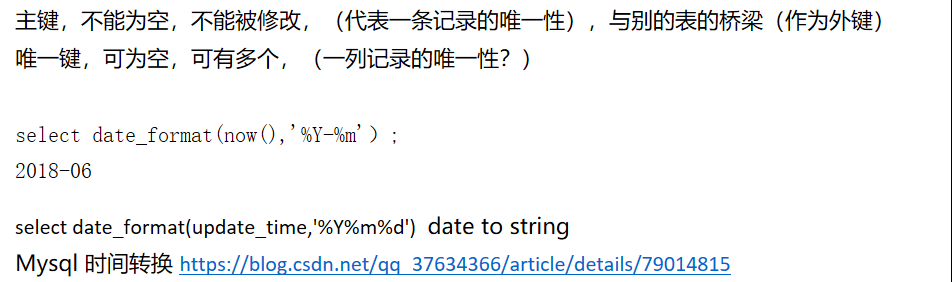 主键，不能为空，不能被修改，（代表一条记录的唯一性），与别的表的桥梁（作为外键）
唯一键，可为空，可有多个，（一列记录的唯一性？）
select date_format(now(),'%Y-%m') ;
2018-06
select date_format(update_time,'%Y%m%d') date to string
Mysql 时间转换 https://blog.csdn.net/qq_37634366/article/details/79014815